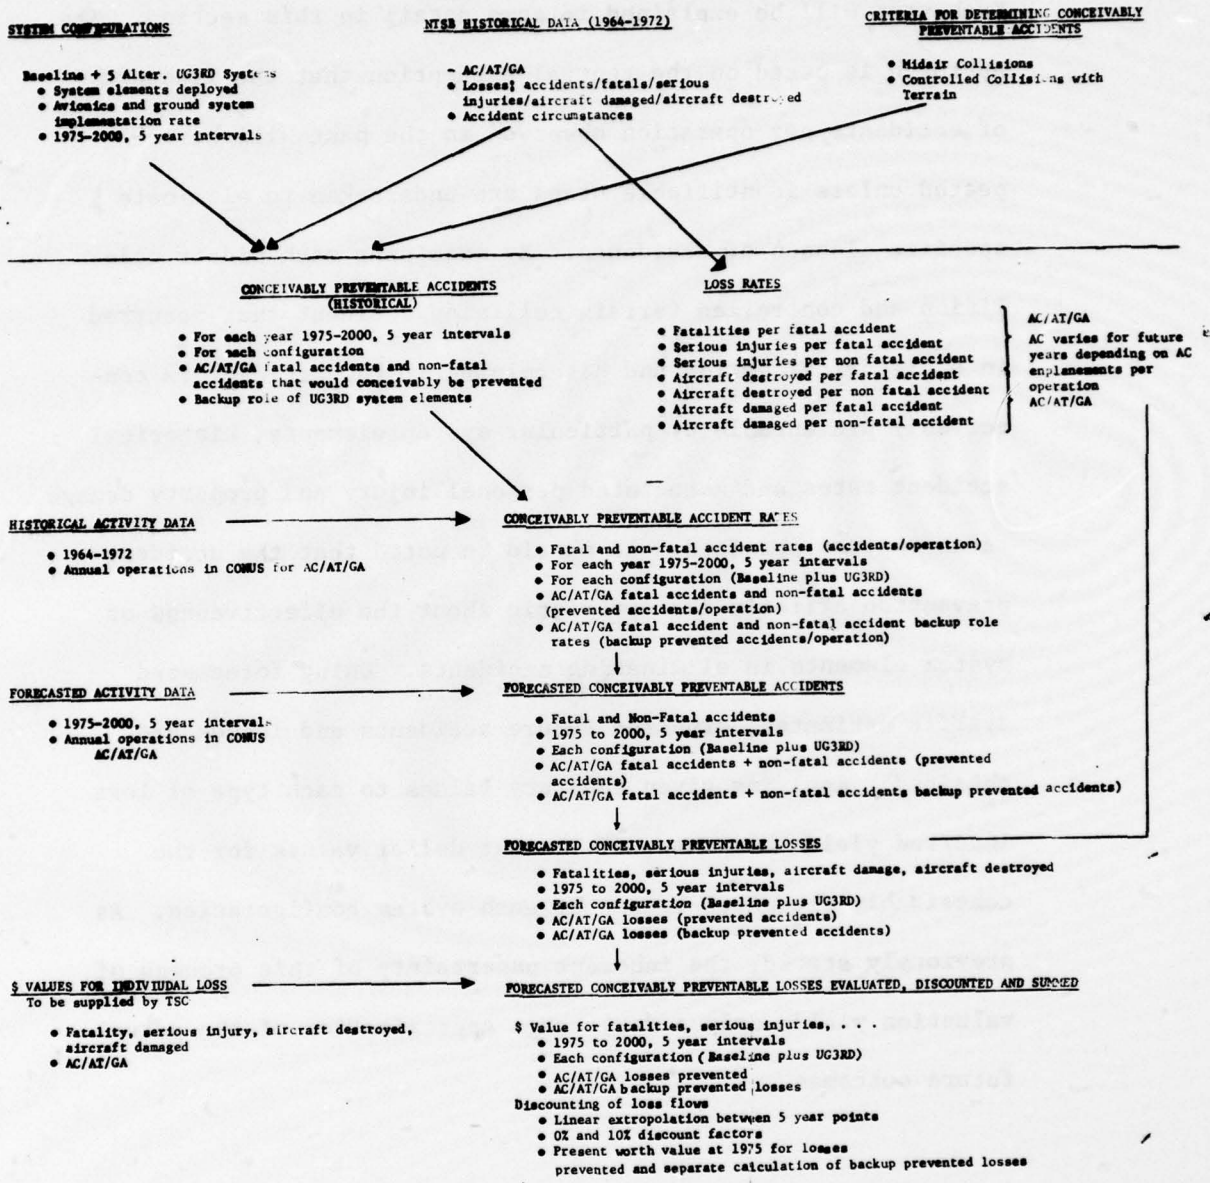 SYSTEM CONFIGURATIONS
Baseline + 5 Alter. UG3RD Systems
● System elements deployed
● Avionics and ground system
implementation rate
● 1975-2000, 5 year intervals
NTSB HISTORICAL DATA (1964-1972)
- AC/AT/GA
● Losses: accidents/fatals/serious
injuries/aircraft damaged/aircraft destroyed
● Accident circumstances
CRITERIA FOR DETERMINING CONCEIVABLY
PREVENTABLE ACCIDENTS
● Midair Collisions
● Controlled Collisions with
Terrain
CONCEIVABLY PREVENTABLE ACCIDENTS
(HISTORICAL)
● For each year 1975-2000, 5 year intervals
● For each configuration
● AC/AT/GA fatal accidents and non-fatal
accidents that would conceivably be prevented
● Backup role of UG3RD system elements
LOSS RATES
● Fatalities per fatal accident
● Serious injuries per fatal accident
● Serious injuries per non fatal accident
● Aircraft destroyed per fatal accident
● Aircraft destroyed per non fatal accident
● Aircraft damaged per fatal accident
● Aircraft damaged per non-fatal accident
AC/AT/GA
AC varies for future
years depending on AC
enplanements per
operation
AC/AT/GA
HISTORICAL ACTIVITY DATA
● 1964-1972
● Annual operations in CONUS for AC/AT/GA
CONCEIVABLY PREVENTABLE ACCIDENT RATES
● Fatal and non-fatal accident rates (accidents/operation)
● For each year 1975-2000, 5 year intervals
● For each configuration (Baseline plus UG3RD)
● AC/AT/GA fatal accidents and non-fatal accidents
(prevented accidents/operation)
● AC/AT/GA fatal accident and non-fatal accident backup role
rates (backup prevented accidents/operation)
FORECASTED ACTIVITY DATA
● 1975-2000, 5 year intervals
● Annual operations in CONUS
AC/AT/GA
FORECASTED CONCEIVABLY PREVENTABLE ACCIDENTS
● Fatal and Non-Fatal accidents
● 1975 to 2000, 5 year intervals
● Each configuration (Baseline plus UG3RD)
● AC/AT/GA fatal accidents + non-fatal accidents (prevented
accidents)
● AC/AT/GA fatal accidents + non-fatal accidents backup prevented accidents)
FORECASTED CONCEIVABLY PREVENTABLE LOSSES
● Fatalities, serious injuries, aircraft damage, aircraft destroyed
● 1975 to 2000, 5 year intervals
● Each configuration (Baseline plus UG3RD)
● AC/AT/GA losses (prevented accidents)
● AC/AT/GA losses (backup prevented accidents)
$ VALUES FOR INDIVIUDAL LOSS
To be supplied by TSC
● Fatality, serious injury, aircraft destroyed,
aircraft damaged
● AC/AT/GA
FORECASTED CONCEIVABLY PREVENTABLE LOSSES EVALUATED, DISCOUNTED AND SUMMED
$ Value for fatalities, serious injuries, . . . .
● 1975 to 2000, 5 year intervals
● Each configuration (Baseline plus UG3RD)
● AC/AT/GA losses prevented
● AC/AT/GA backup prevented losses
Discounting of loss flows
● Linear extropolation between 5 year points
● 0% and 10% discount factors
● Present worth value at 1975 for losses
prevented and separate calculation of backup prevented losses